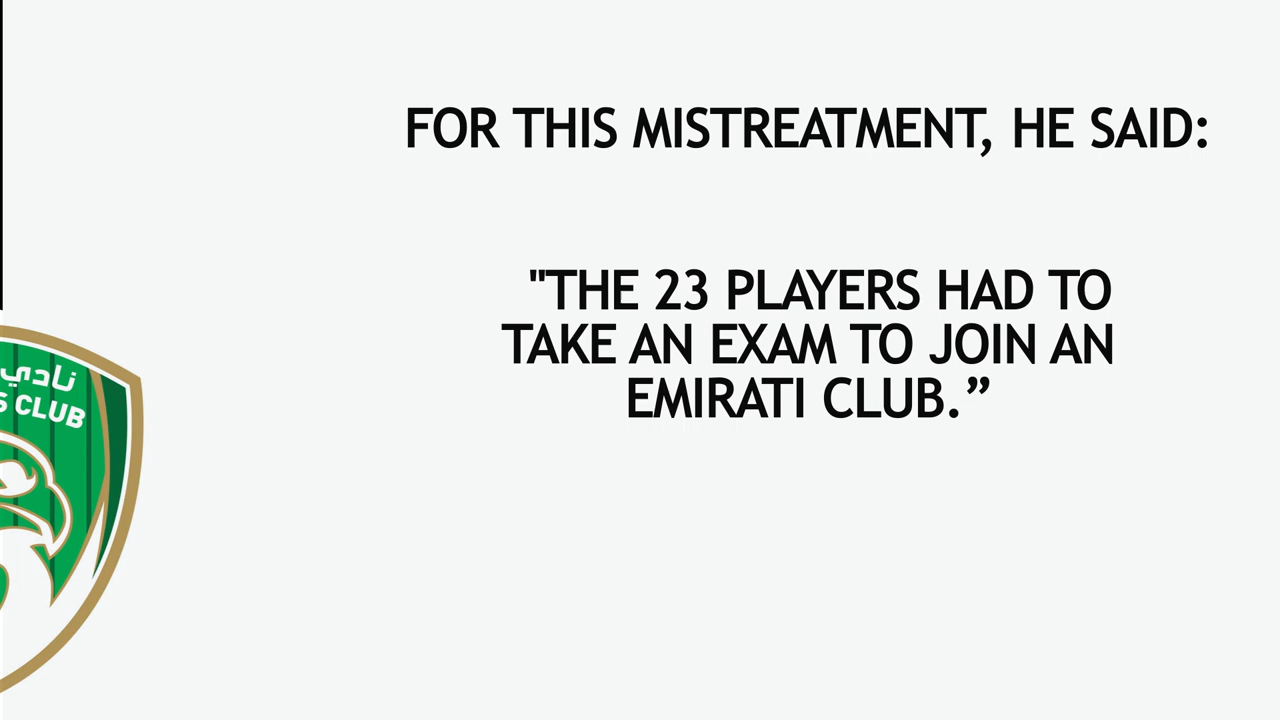 FOR THIS MISTREATMENT, HE SAID:
"THE 23 PLAYERS HAD TO
TAKE AN EXAM TO JOIN AN
EMIRATI CLUB.”
نادي
S CLUB